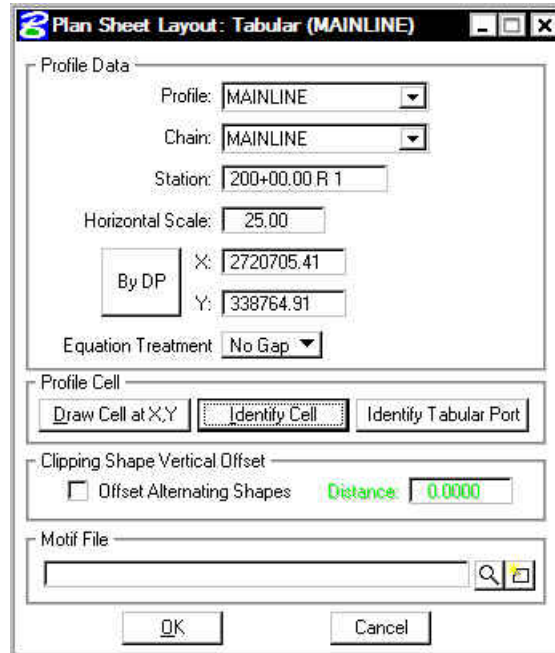 Plan Sheet Layout: Tabular (MAINLINE)
Profile Data
Profile: MAINLINE
Chain: MAINLINE
Station: 200+00.00 R 1
Horizontal Scale: 25.00
By DP
X: 2720705.41
Y: 338764.91
Equation Treatment No Gap
Profile Cell
Draw Cell at X,Y Identify Cell Identify Tabular Port
Clipping Shape Vertical Offset
Offset Alternating Shapes Distance: 0.0000
Motif File
OK Cancel